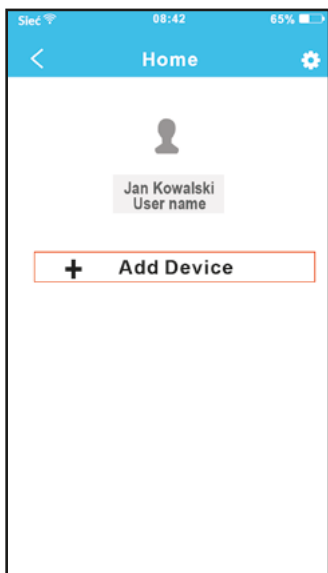 Sieć 08:42 65%
Home
Jan Kowalski
User name
+ Add Device